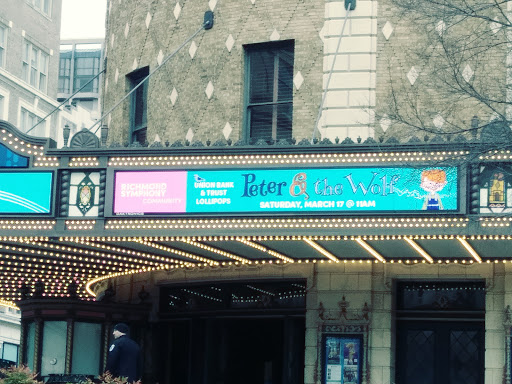 RICHMOND
SYMPHONY
COMMUNITY
UNION BANK
& TRUST
LOLLIPOPS
Peter & the Wolf
SATURDAY, MARCH 17 @ 11AM